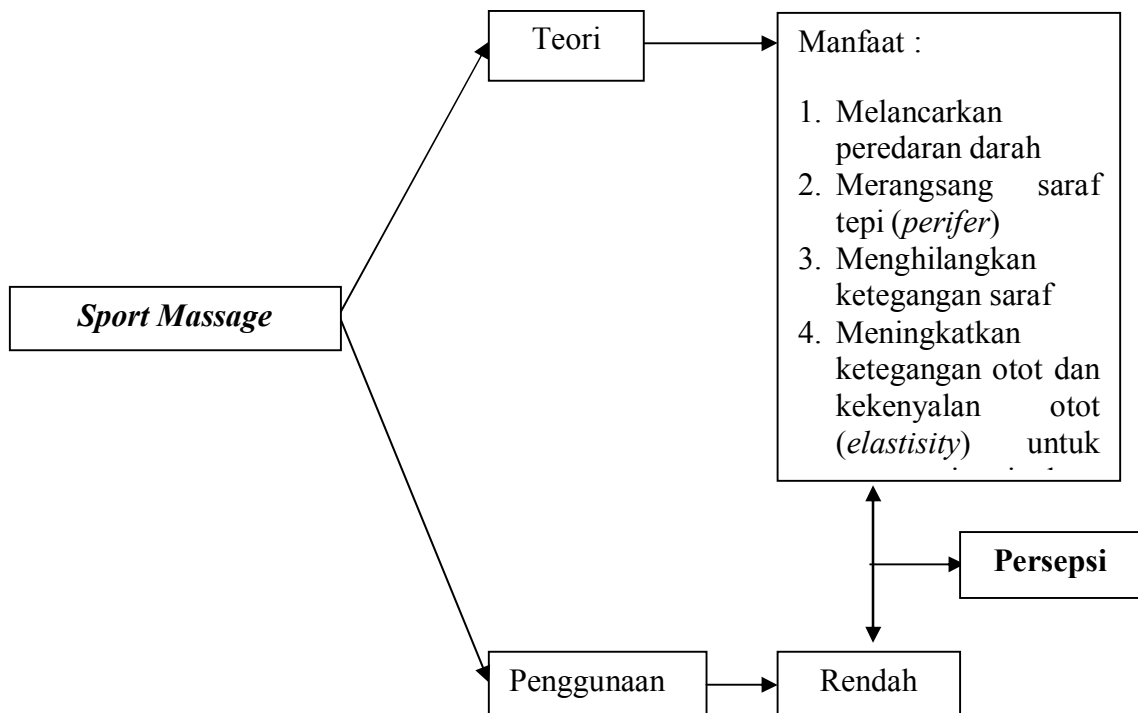 Teori
Manfaat :
1. Melancarkan
peredaran darah
2. Merangsang saraf
tepi (perifer)
3. Menghilangkan
ketegangan saraf
4. Meningkatkan
ketegangan otot dan
kekenyalan otot
(elastisity) untuk
Sport Massage
Persepsi
Penggunaan
Rendah